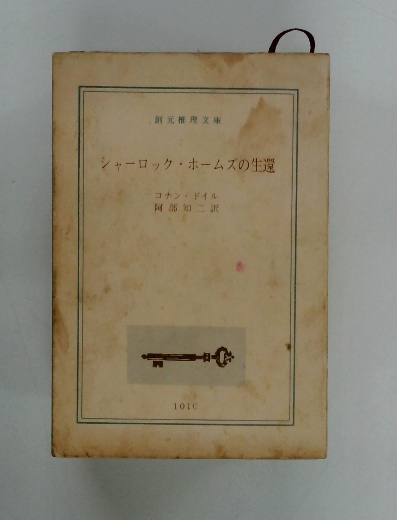 創元推理文庫
シャーロック・ホームズの生還
コナン・ドイル
阿部知二訳